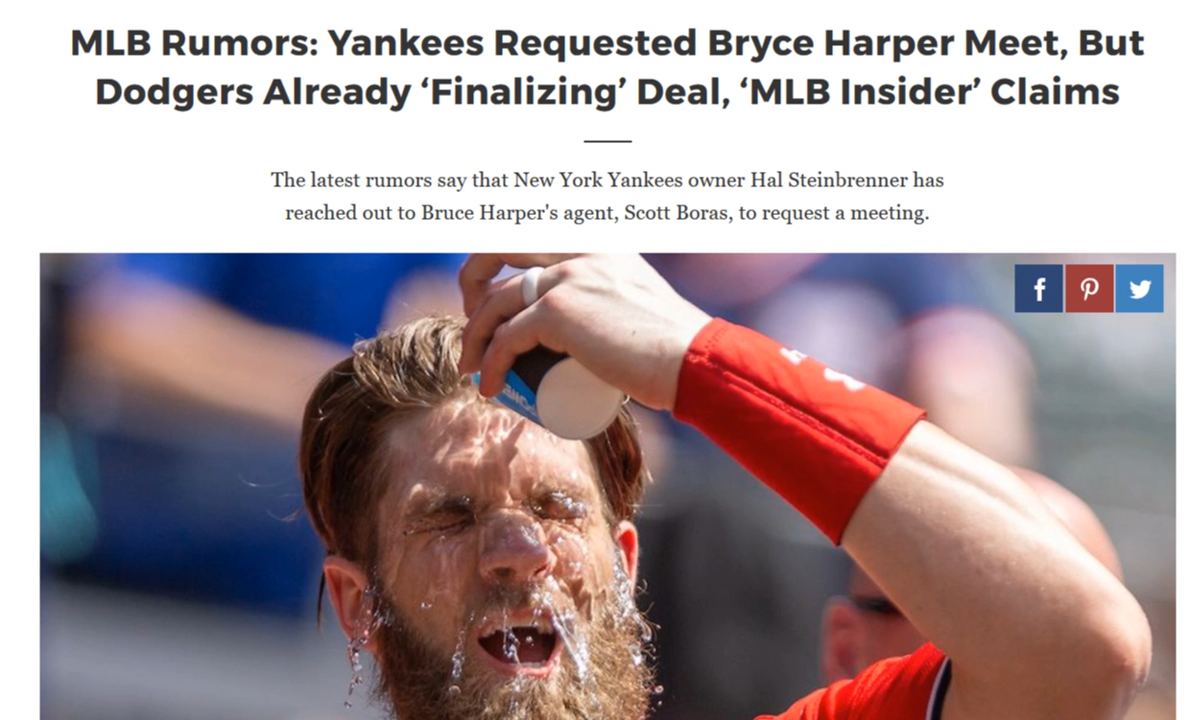 MLB Rumors: Yankees Requested Bryce Harper Meet, But
Dodgers Already ‘Finalizing’ Deal, ‘MLB Insider’ Claims
The latest rumors say that New York Yankees owner Hal Steinbrenner has
reached out to Bruce Harper's agent, Scott Boras, to request a meeting.